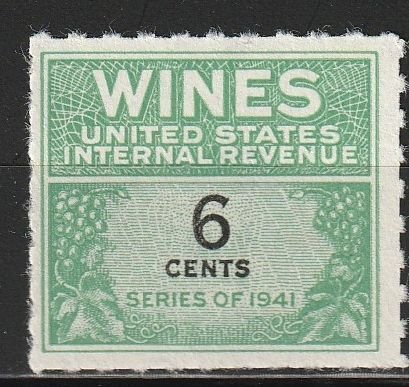 WINES
UNITED STATES
INTERNAL REVENUE
6
CENTS
SERIES OF 1941